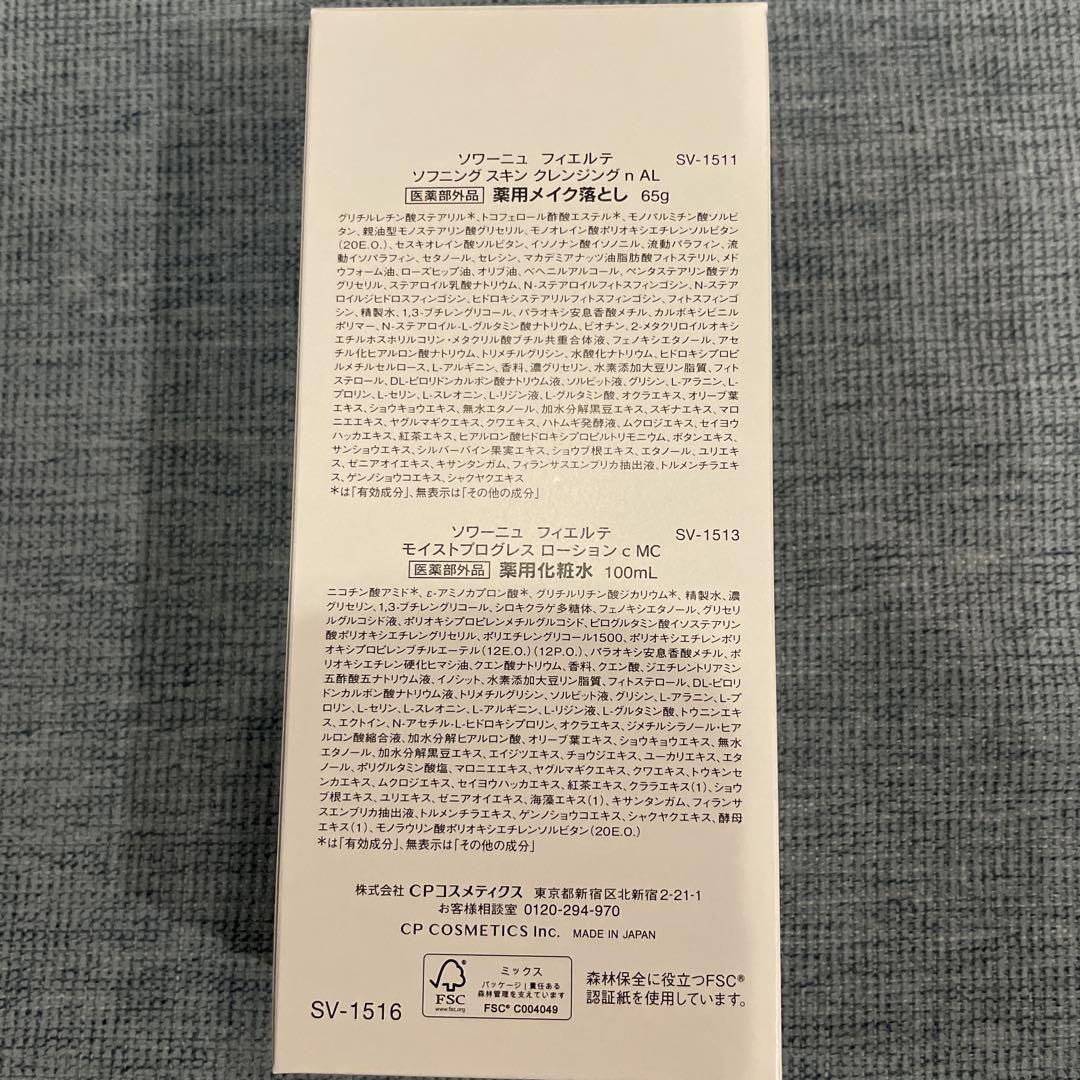 ソワーニュ フィエルテ SV-1511
ソフニング スキン クレンジング n AL
医薬部外品 薬用メイク落とし 65g
グリチルレチン酸ステアリル*、トコフェロール酢酸エステル*、モノパルミチン酸ソルビ
タン、親油型モノステアリン酸グリセリル、モノオレイン酸ポリオキシエチレンソルビタン
(20E.O.)、セスキオレイン酸ソルビタン、イソノナン酸イソノニル、流動パラフィン、流
動イソパラフィン、セタノール、セレシン、マカデミアナッツ油脂肪酸フィトステリル、メド
ウフォーム油、ローズヒップ油、オリブ油、ベヘニルアルコール、ペンタステアリン酸デカ
グリセリル、ステアロイル乳酸ナトリウム、N-ステアロイルフィトスフィンゴシン、N-ステア
ロイルジヒドロスフィンゴシン、ヒドロキシステアリルフィトスフィンゴシン、フィトスフィンゴ
シン、精製水、1,3-ブチレングリコール、パラオキシ安息香酸メチル、カルボキシビニル
ポリマー、N-ステアロイル-L-グルタミン酸ナトリウム、ビオチン、2-メタクリロイルオキシ
エチルホスホリルコリン・メタクリル酸ブチル共重合体液、フェノキシエタノール、アセ
チル化ヒアルロン酸ナトリウム、トリメチルグリシン、水酸化ナトリウム、ヒドロキシプロピ
ルメチルセルロース、L-アルギニン、香料、濃グリセリン、水素添加大豆リン脂質、フィト
ステロール、DL-ピロリドンカルボン酸ナトリウム液、ソルビット液、グリシン、L-アラニン、L-
プロリン、L-セリン、L-スレオニン、L-リジン液、L-グルタミン酸、オクラエキス、オリーブ葉
エキス、ショウキョウエキス、無水エタノール、加水分解黒豆エキス、スギナエキス、マロ
ニエエキス、ヤグルマギクエキス、クワエキス、ハトムギ発酵液、ムクロジエキス、セイヨウ
ハッカエキス、紅茶エキス、ヒアルロン酸ヒドロキシプロピルトリモニウム、ボタンエキス、
サンショウエキス、シルバーバイン果実エキス、ショウブ根エキス、エタノール、ユリエキ
ス、ゼニアオイエキス、キサンタンガム、フィランサスエンブリカ抽出液、トルメンチラエキ
ス、ゲンノショウコエキス、シャクヤクエキス
*は「有効成分」、無表示は「その他の成分」
ソワーニュ フィエルテ SV-1513
モイストプログレス ローション c MC
医薬部外品 薬用化粧水 100mL
ニコチン酸アミド*、ε-アミノカプロン酸*、グリチルリチン酸ジカリウム*、精製水、濃
グリセリン、1,3-ブチレングリコール、シロキクラゲ多糖体、フェノキシエタノール、グリセリ
ルグルコシド液、ポリオキシプロピレンメチルグルコシド、ピログルタミン酸イソステアリン
酸ポリオキシエチレングリセリル、ポリエチレングリコール1500、ポリオキシエチレンポリ
オキシプロピレンブチルエーテル(12E.O.)(12P.O.)、パラオキシ安息香酸メチル、ポ
リオキシエチレン硬化ヒマシ油、クエン酸ナトリウム、香料、クエン酸、ジエチレントリアミン
五酢酸五ナトリウム液、イノシット、水素添加大豆リン脂質、フィトステロール、DL-ピロリ
ドンカルボン酸ナトリウム液、トリメチルグリシン、ソルビット液、グリシン、L-アラニン、L-プ
ロリン、L-セリン、L-スレオニン、L-アルギニン、L-リジン液、L-グルタミン酸、トウニンエキ
ス、エクトイン、N-アセチル-L-ヒドロキシプロリン、オクラエキス、ジメチルシラノール・ヒア
ルロン酸縮合液、加水分解ヒアルロン酸、オリーブ葉エキス、ショウキョウエキス、無水
エタノール、加水分解黒豆エキス、エイジツエキス、チョウジエキス、ユーカリエキス、エタ
ノール、ポリグルタミン酸塩、マロニエエキス、ヤグルマギクエキス、クワエキス、トウキンセ
ンカエキス、ムクロジエキス、セイヨウハッカエキス、紅茶エキス、クララエキス(1)、ショウ
ブ根エキス、ユリエキス、ゼニアオイエキス、海藻エキス(1)、キサンタンガム、フィランサ
スエンブリカ抽出液、トルメンチラエキス、ゲンノショウコエキス、シャクヤクエキス、酵母
エキス(1)、モノラウリン酸ポリオキシエチレンソルビタン(20E.O.)
*は「有効成分」、無表示は「その他の成分」
株式会社 CPコスメティクス 東京都新宿区北新宿2-21-1
お客様相談室 0120-294-970
CP COSMETICS Inc. MADE IN JAPAN
SV-1516
FSC
www.fsc.org
ミックス
パッケージ|責任ある
森林管理を支えています
FSC® C004049
森林保全に役立つFSC®
認証紙を使用しています。